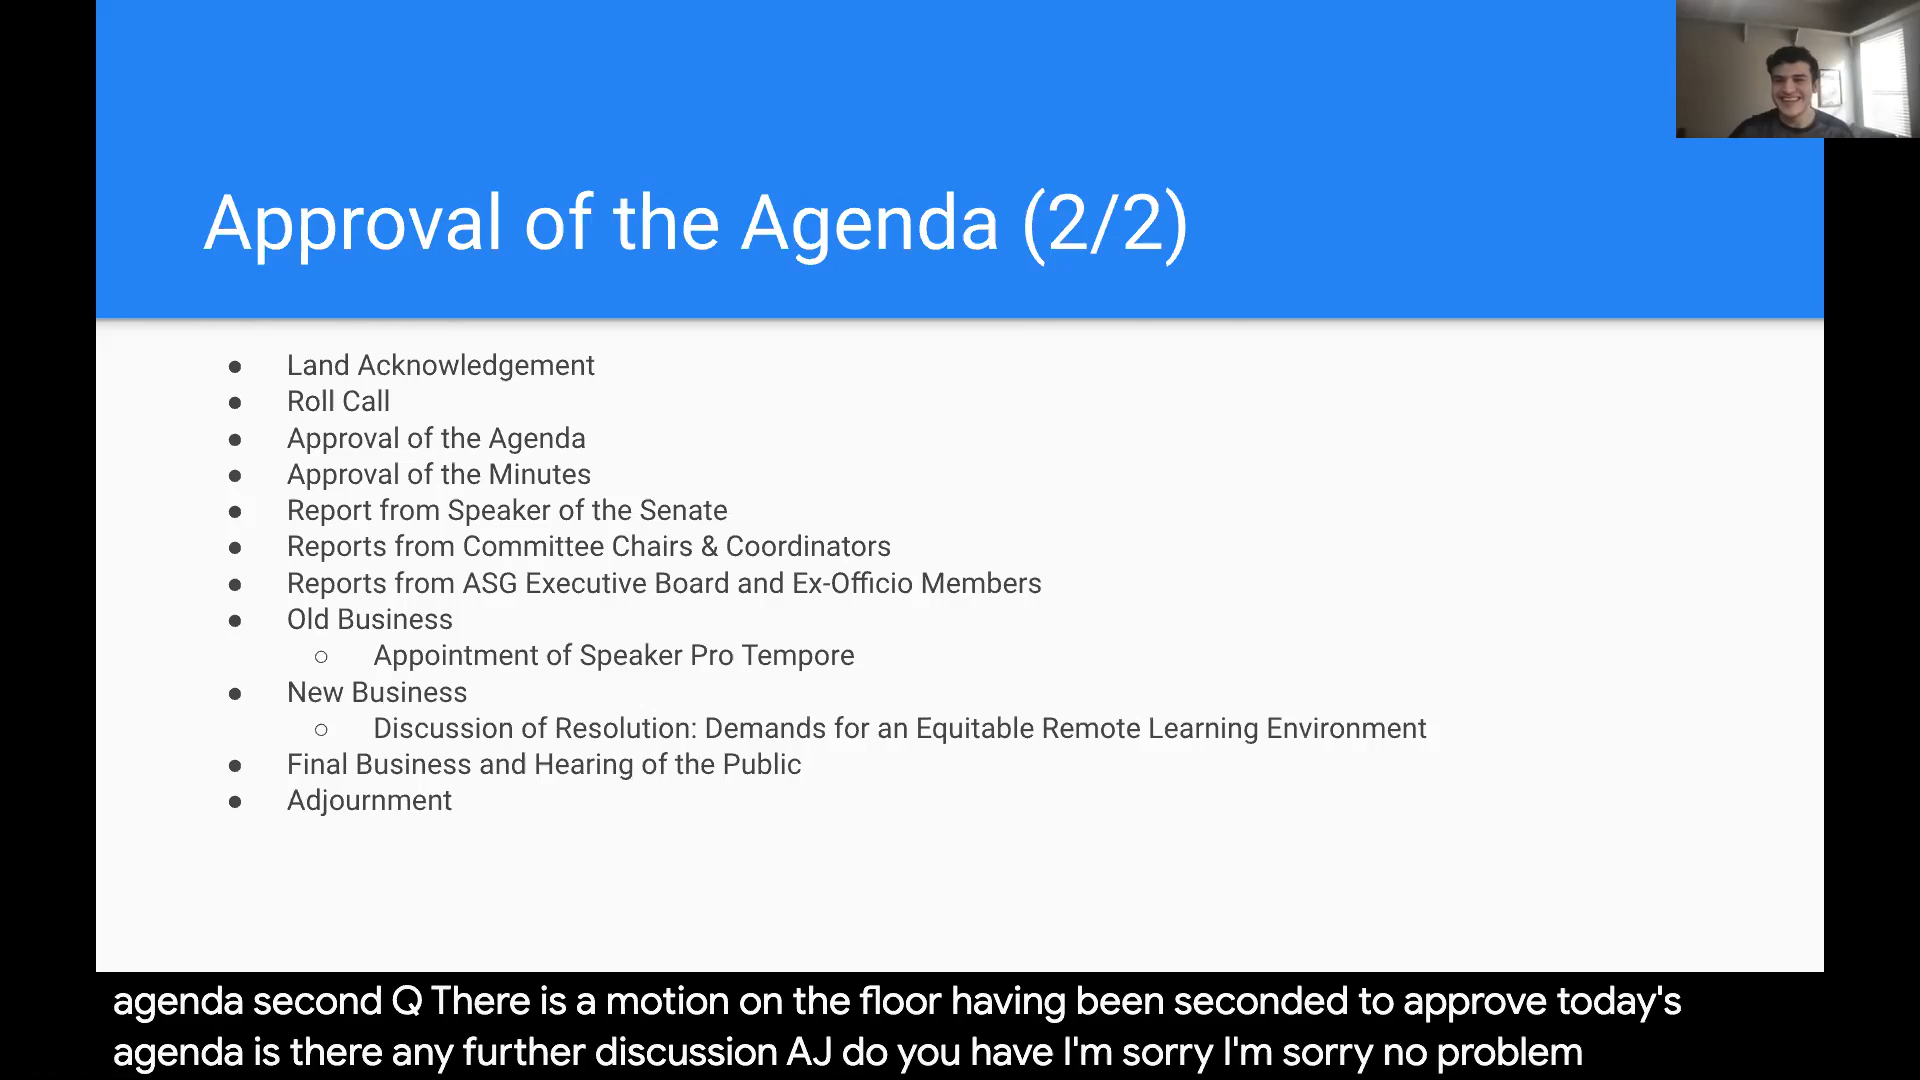 Approval of the Agenda (2/2)
● Land Acknowledgement
● Roll Call
● Approval of the Agenda
● Approval of the Minutes
● Report from Speaker of the Senate
● Reports from Committee Chairs & Coordinators
● Reports from ASG Executive Board and Ex-Officio Members
● Old Business
○ Appointment of Speaker Pro Tempore
● New Business
○ Discussion of Resolution: Demands for an Equitable Remote Learning Environment
● Final Business and Hearing of the Public
● Adjournment
agenda second Q There is a motion on the floor having been seconded to approve today's
agenda is there any further discussion AJ do you have I'm sorry I'm sorry no problem